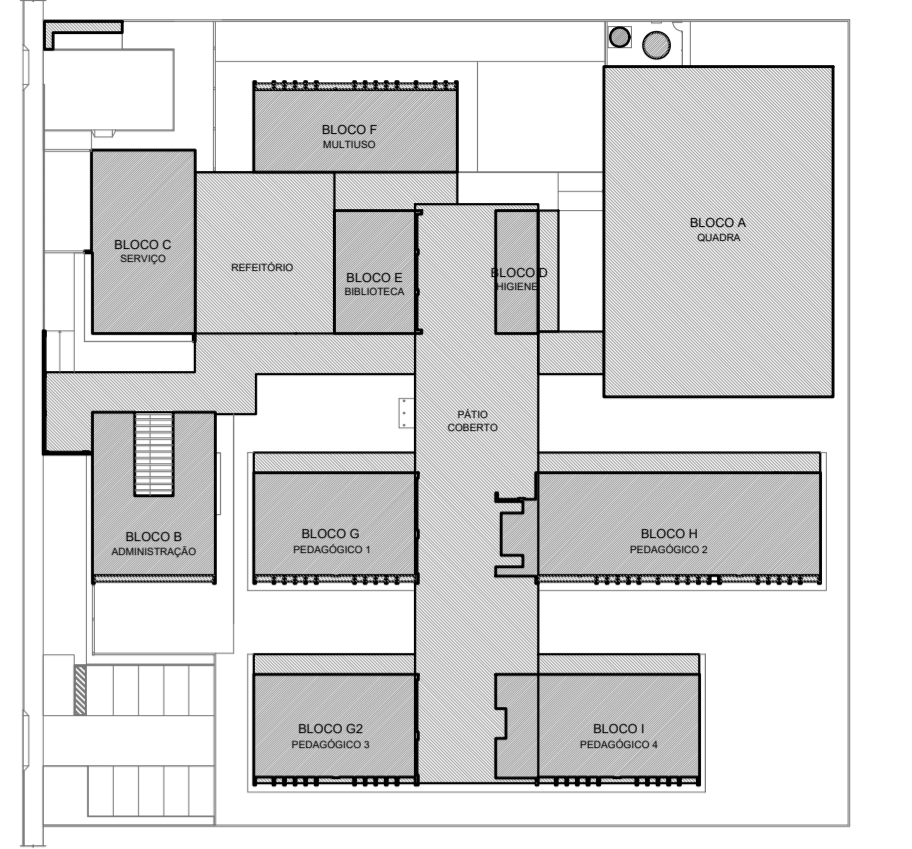 BLOCO F
MULTIUSO
BLOCO A
QUADRA
BLOCO C
SERVIÇO
REFEITÓRIO
BLOCO E
BIBLIOTECA
BLOCO D
HIGIENE
PÁTIO
COBERTO
BLOCO B
ADMINISTRAÇÃO
BLOCO G
PEDAGÓGICO 1
BLOCO H
PEDAGÓGICO 2
BLOCO G2
PEDAGÓGICO 3
BLOCO I
PEDAGÓGICO 4